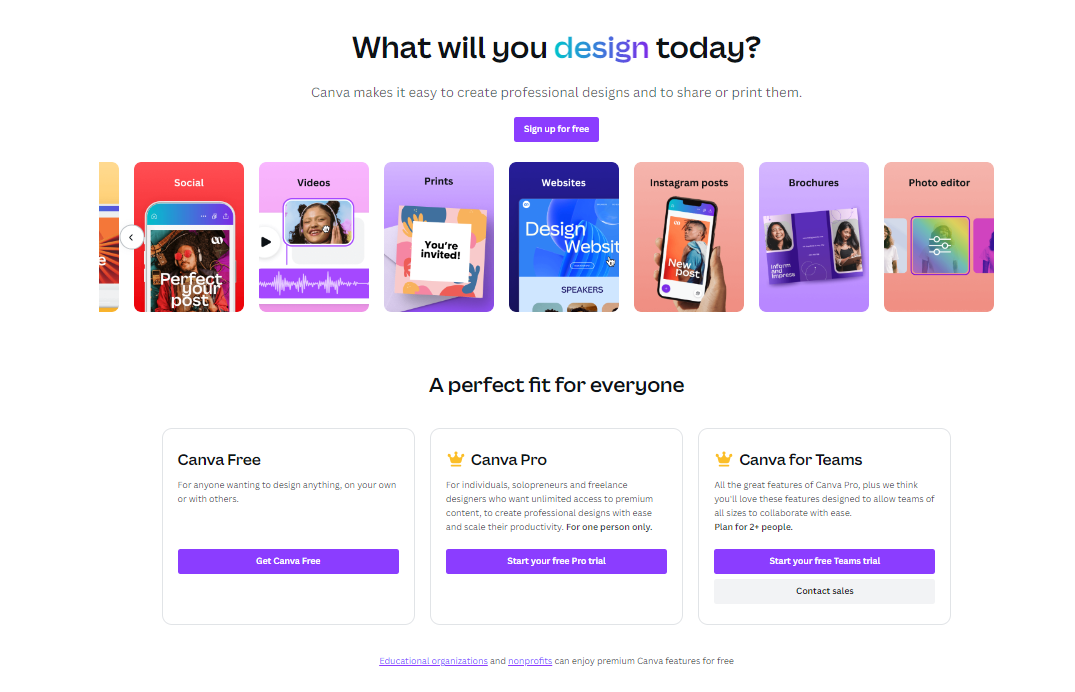 What will you design today?
Canva makes it easy to create professional designs and to share or print them.
Sign up for free
e
Social
Perfect
your
post
Videos
Prints
You're
invited!
Websites
Design
Websit
SPEAKERS
Instagram posts
New
post
Brochures
Inform
and
Impress
Photo editor
A perfect fit for everyone
Canva Free
For anyone wanting to design anything, on your own
or with others.
Get Canva Free
Canva Pro
For individuals, solopreneurs and freelance
designers who want unlimited access to premium
content, to create professional designs with ease
and scale their productivity. For one person only.
Start your free Pro trial
Canva for Teams
All the great features of Canva Pro, plus we think
you'll love these features designed to allow teams of
all sizes to collaborate with ease.
Plan for 2+ people.
Start your free Teams trial
Contact sales
Educational organizations and nonprofits can enjoy premium Canva features for free